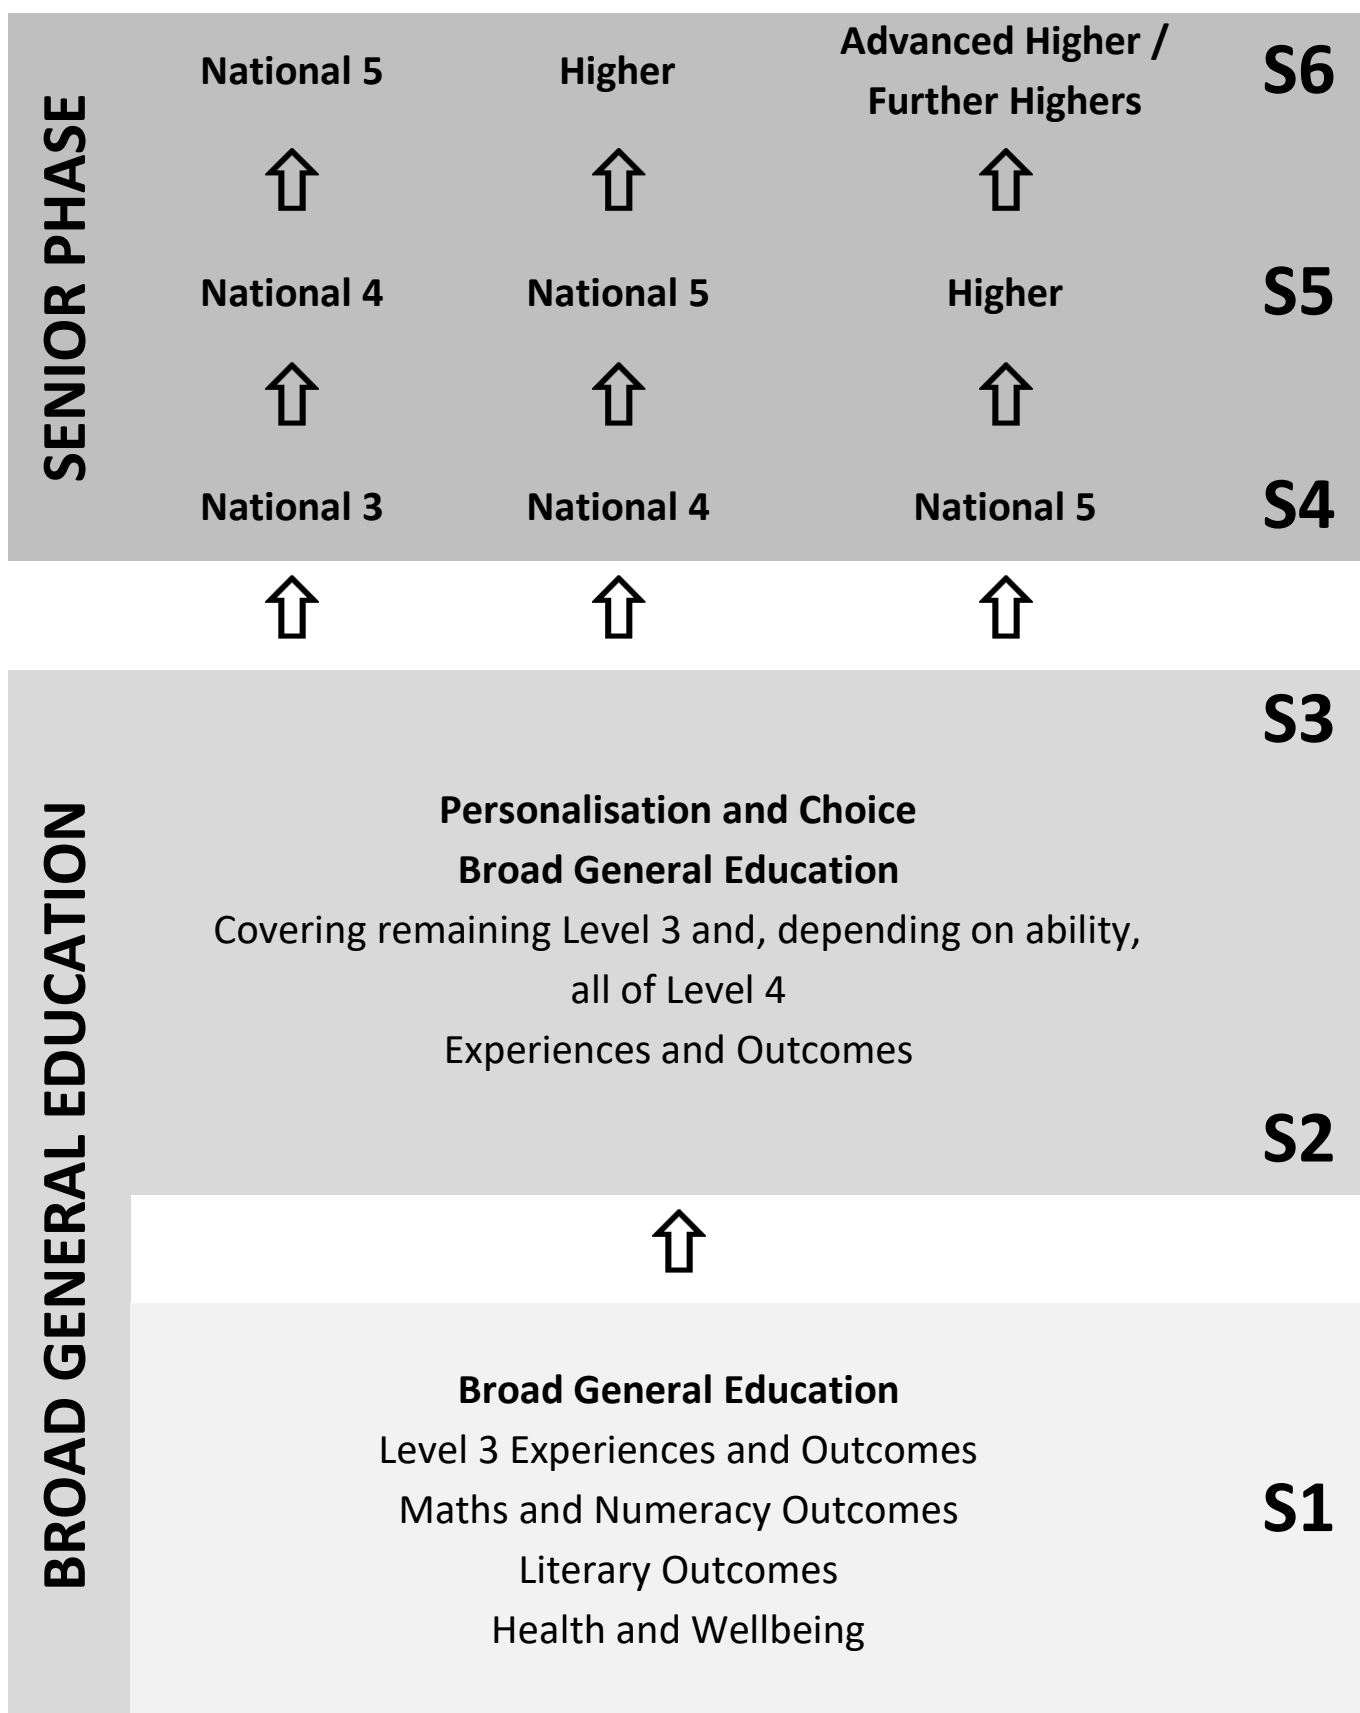 SENIOR PHASE
National 5 Higher Advanced Higher / S6
Further Highers
National 4 National 5 Higher S5
National 3 National 4 National 5 S4
BROAD GENERAL EDUCATION
S3
Personalisation and Choice
Broad General Education
Covering remaining Level 3 and, depending on ability,
all of Level 4
Experiences and Outcomes
S2
Broad General Education
Level 3 Experiences and Outcomes
Maths and Numeracy Outcomes
S1
Literary Outcomes
Health and Wellbeing